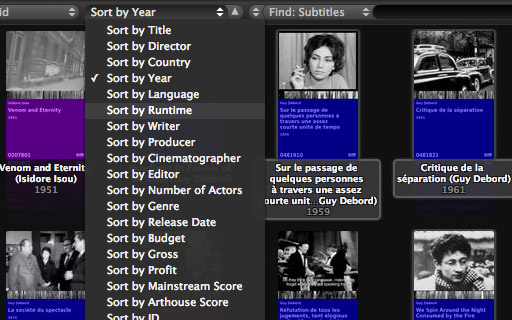 id
Sort by Year
Find: Subtitles
Sort by Title
Sort by Director
Sort by Country
✓ Sort by Year
Sort by Language
Sort by Runtime
Sort by Writer
Sort by Producer
Sort by Cinematographer
Sort by Editor
Sort by Number of Actors
Sort by Genre
Sort by Release Date
Sort by Budget
Sort by Gross
Sort by Profit
Sort by Mainstream Score
Sort by Arthouse Score
Sort by ID
Isidore Isou
Venom and Eternity
1951
0207801
Venom and Eternit
(Isidore Isou)
1951
Guy Debord
Sur le passage de
quelques personnes à
travers une assez
courte unité de temps
1959
0481910
Sur le passage de
quelques personnes
à travers une assez
ourte unit...Guy Debord)
1959
Guy Debord
Critique de la séparation
1961
0481821
Critique de la
séparation (Guy Debord)
1961
Guy Debord
La société du spectacle
Guy Debord
Réfutation de tous les
jugements, tant élogieux
Guy Debord
We Spin Around the Night
Consumed by the Fire